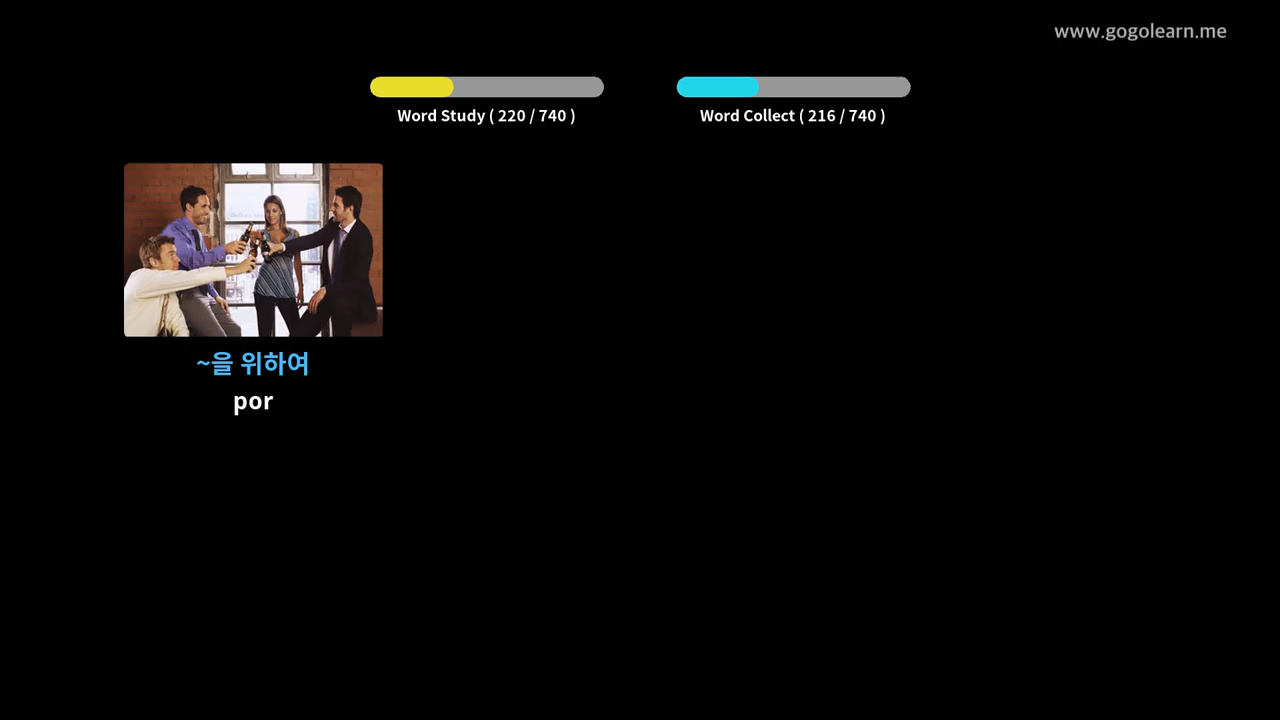 www.gogolearn.me
Word Study ( 220 / 740 )
Word Collect ( 216 / 740 )
~을 위하여
por